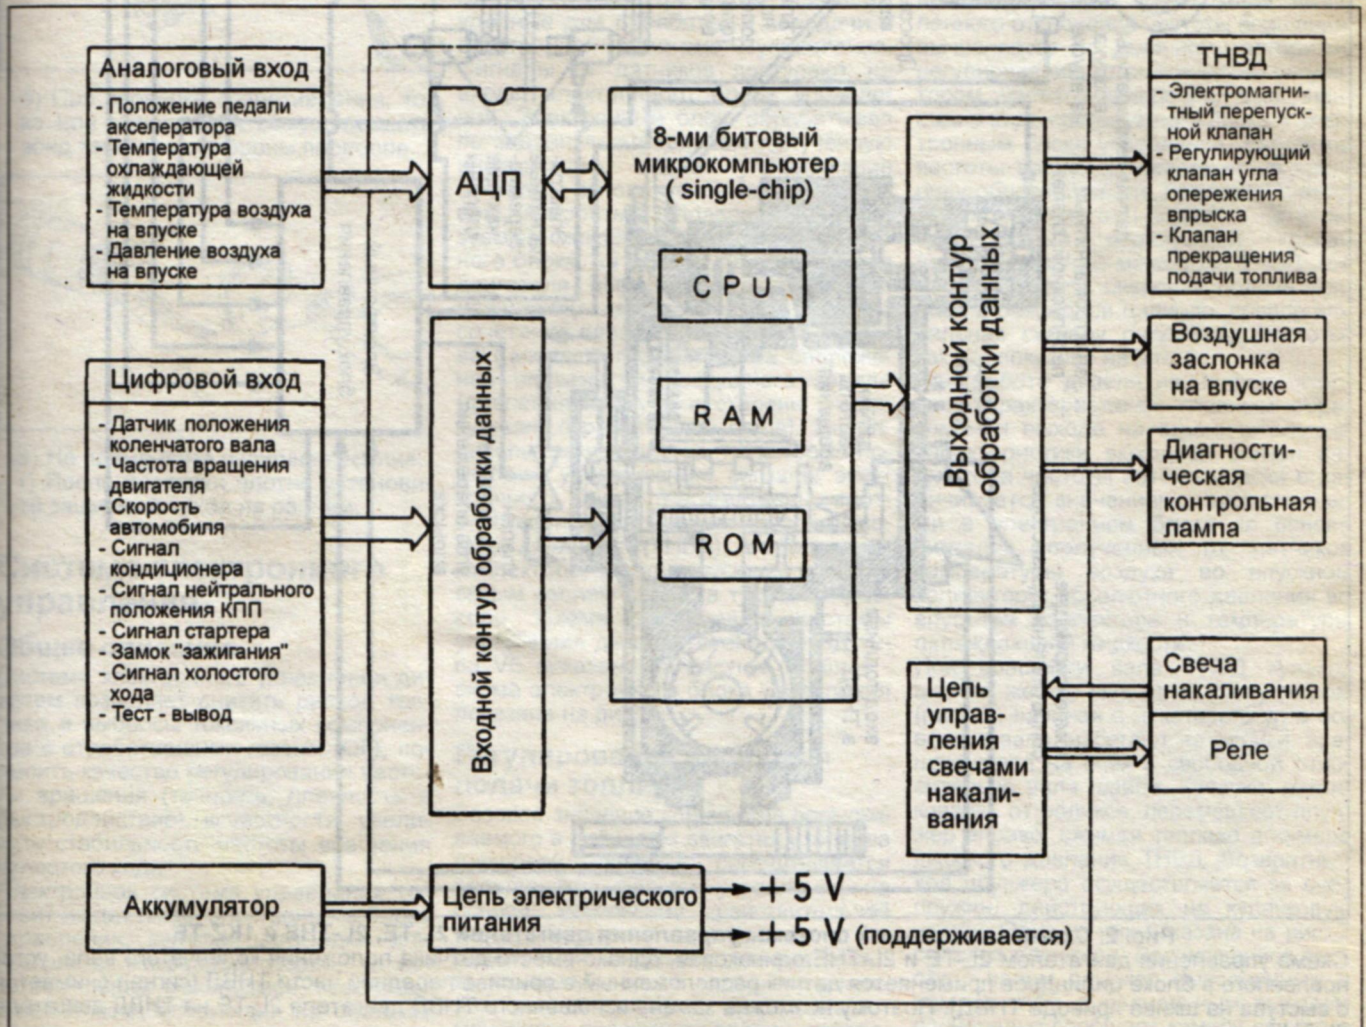 Аналоговый вход
- Положение педали
акселератора
- Температура
охлаждающей
жидкости
- Температура воздуха
на впуске
- Давление воздуха
на впуске
Цифровой вход
- Датчик положения
коленчатого вала
- Частота вращения
двигателя
- Скорость
автомобиля
- Сигнал
кондиционера
- Сигнал нейтрального
положения КПП
- Сигнал стартера
- Замок "зажигания"
- Сигнал холостого
хода
- Тест - вывод
Аккумулятор
АЦП
Входной контур обработки данных
8-ми битовый
микрокомпьютер
( single-chip)
CPU
RAM
ROM
Выходной контур
обработки данных
Цепь
управ-
ления
свечами
накали-
вания
Цепь электрического
питания
+ 5 V
+ 5 V (поддерживается)
ТНВД
- Электромагни-
тный перепуск-
ной клапан
- Регулирующий
клапан угла
опережения
впрыска
- Клапан
прекращения
подачи топлива
Воздушная
заслонка
на впуске
Диагности-
ческая
контрольная
лампа
Свеча
накаливания
Реле